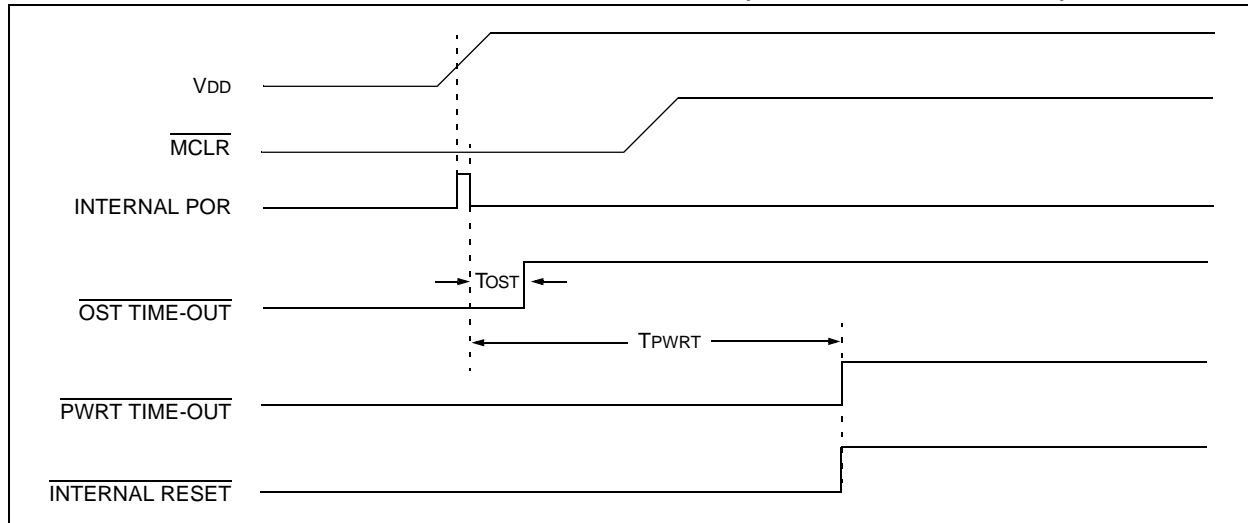 VDD
MCLR
INTERNAL POR
TOST
OST TIME-OUT
TPWRT
PWRT TIME-OUT
INTERNAL RESET